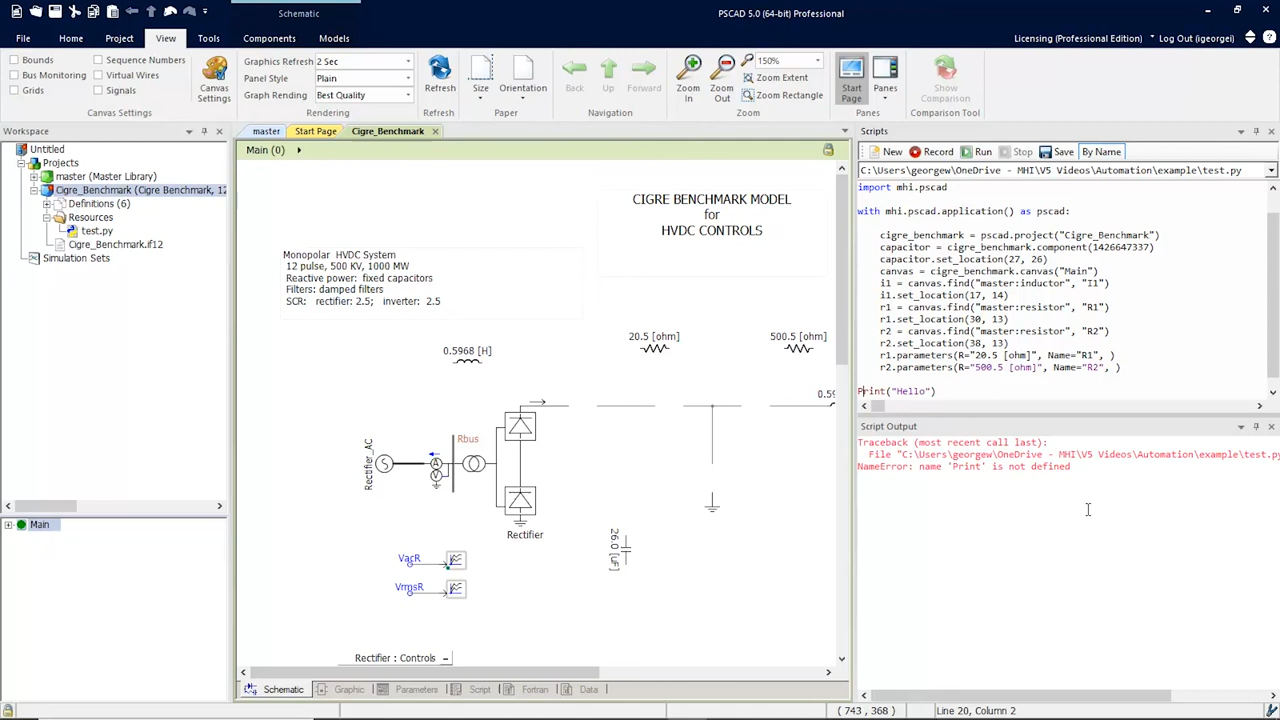 Schematic
PSCAD 5.0 (64-bit) Professional
File Home Project View Tools Components Models
Licensing (Professional Edition) Log Out (igeorgei)
Bounds Sequence Numbers
Bus Monitoring Virtual Wires
Grids Signals
Canvas Settings
Canvas Settings
Graphics Refresh 2 Sec
Panel Style Plain
Graph Rending Best Quality
Rendering
Refresh
Refresh
Size Orientation
Paper
Back Up Forward
Navigation
Zoom In
Zoom Out
150%
Zoom Extent
Zoom Rectangle
Zoom
Start Page
Panes
Panes
Show Comparison
Comparison Tool
Workspace
Untitled
Projects
master (Master Library)
Cigre_Benchmark (Cigre Benchmark, 12
Definitions (6)
Resources
test.py
Cigre_Benchmark.if12
Simulation Sets
Main
master Start Page Cigre_Benchmark
Main (0)
CIGRE BENCHMARK MODEL
for
HVDC CONTROLS
Monopolar HVDC System
12 pulse, 500 KV, 1000 MW
Reactive power: fixed capacitors
Filters: damped filters
SCR: rectifier: 2.5; inverter: 2.5
20.5 [ohm]
500.5 [ohm]
0.5968 [H]
0.59
Rectifier_AC
S
A
V
Rbus
Rectifier
26.0 [uF]
VacR
VrmsR
Rectifier : Controls
Schematic Graphic Parameters Script Fortran Data
Scripts
New Record Run Stop Save By Name
C:\Users\georgew\OneDrive - MHI\V5 Videos\Automation\example\test.py
import mhi.pscad
with mhi.pscad.application() as pscad:
cigre_benchmark = pscad.project("Cigre_Benchmark")
capacitor = cigre_benchmark.component(1426647337)
capacitor.set_location(27, 26)
canvas = cigre_benchmark.canvas("Main")
i1 = canvas.find("master:inductor", "I1")
i1.set_location(17, 14)
r1 = canvas.find("master:resistor", "R1")
r1.set_location(30, 13)
r2 = canvas.find("master:resistor", "R2")
r2.set_location(38, 13)
r1.parameters(R="20.5 [ohm]", Name="R1", )
r2.parameters(R="500.5 [ohm]", Name="R2", )
Print("Hello")
Script Output
Traceback (most recent call last):
File "C:\Users\georgew\OneDrive - MHI\V5 Videos\Automation\example\test.py
NameError: name 'Print' is not defined
( 743 , 368 )
Line 20, Column 2